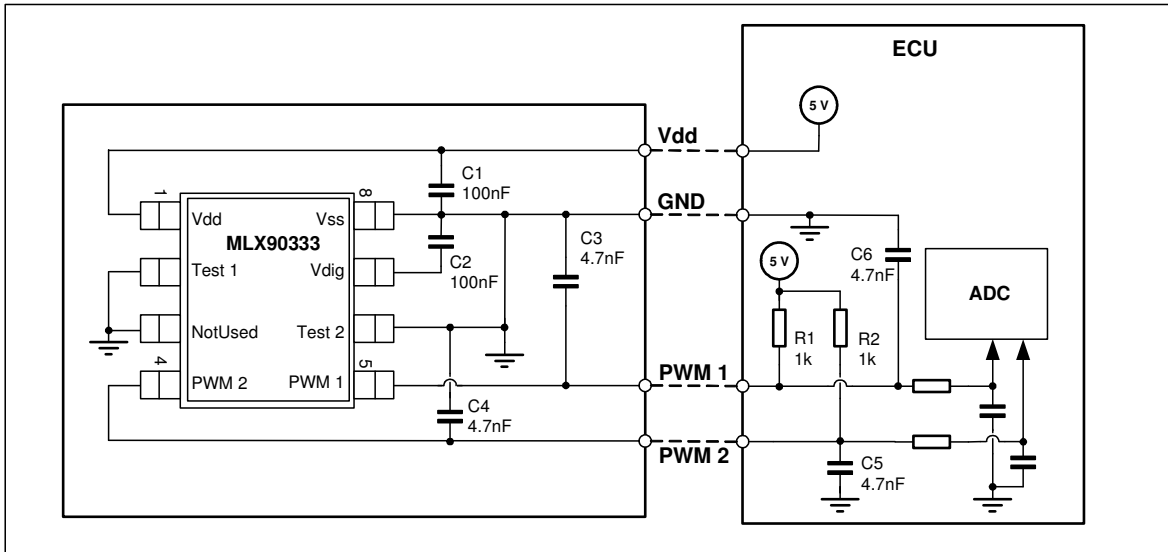 ECU
5 V
Vdd
C1
100nF
1
8
GND
Vdd
Vss
MLX90333
C2
100nF
C3
4.7nF
C6
4.7nF
5 V
ADC
Test 1
Vdig
NotUsed
Test 2
R1
1k
R2
1k
4
5
PWM 2
PWM 1
PWM 1
C4
4.7nF
PWM 2
C5
4.7nF